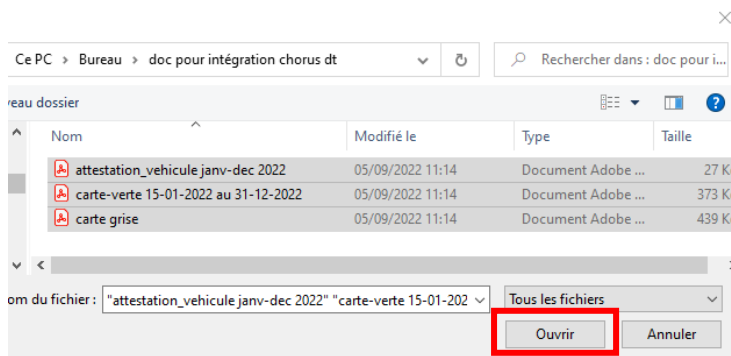 Ce PC > Bureau > doc pour intégration chorus dt
Rechercher dans : doc pour i...
veau dossier
Nom Modifié le Type Taille
attestation_vehicule janv-dec 2022 05/09/2022 11:14 Document Adobe ... 27 K
carte-verte 15-01-2022 au 31-12-2022 05/09/2022 11:14 Document Adobe ... 373 K
carte grise 05/09/2022 11:14 Document Adobe ... 439 K
om du fichier : "attestation_vehicule janv-dec 2022" "carte-verte 15-01-202 Tous les fichiers
Ouvrir Annuler